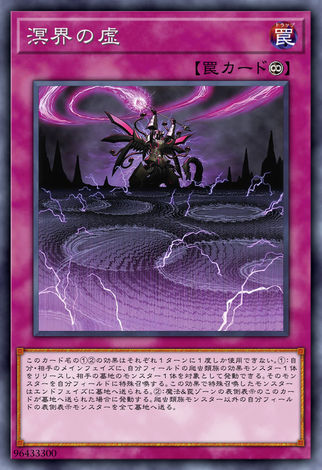 溟界の虚
トラップ
罠
【罠カード】
このカード名の①②の効果はそれぞれ1ターンに1度しか使用できない。①:自
分・相手のメインフェイズに、自分フィールドの爬虫類族の効果モンスター1体
をリリースし、相手の墓地のモンスター1体を対象として発動できる。そのモン
スターを自分フィールドに特殊召喚する。この効果で特殊召喚したモンスター
はエンドフェイズに墓地へ送られる。②:魔法&罠ゾーンの表側表示のこのカー
ドが墓地へ送られた場合に発動する。爬虫類族モンスター以外の自分フィール
ドの表側表示モンスターを全て墓地へ送る。
96433300